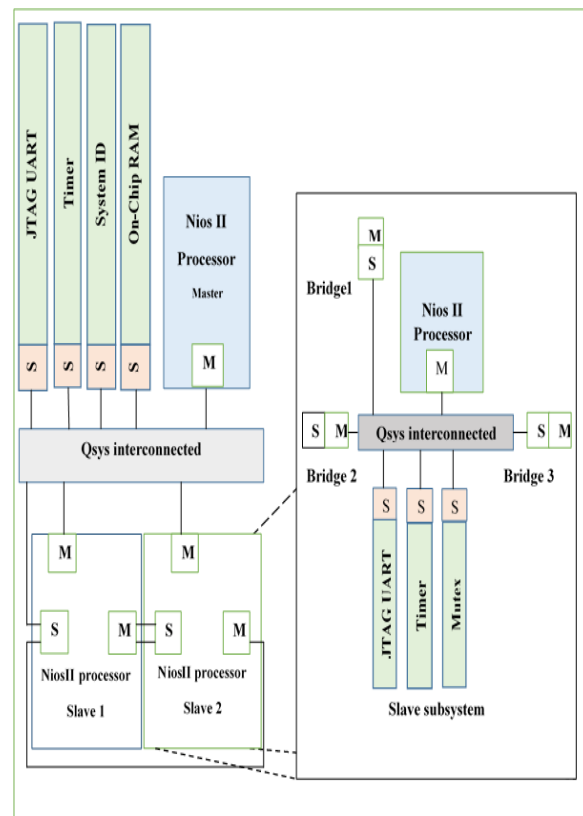 JTAG UART
Timer
System ID
On-Chip RAM
S
S
S
S
Nios II
Processor
Master
M
Qsys interconnected
M
M
S
M
S
M
NiosII processor
Slave 1
NiosII processor
Slave 2
M
S
Bridge1
Nios II
Processor
M
S M
Qsys interconnected
S M
Bridge 2
Bridge 3
S
S
S
JTAG UART
Timer
Mutex
Slave subsystem